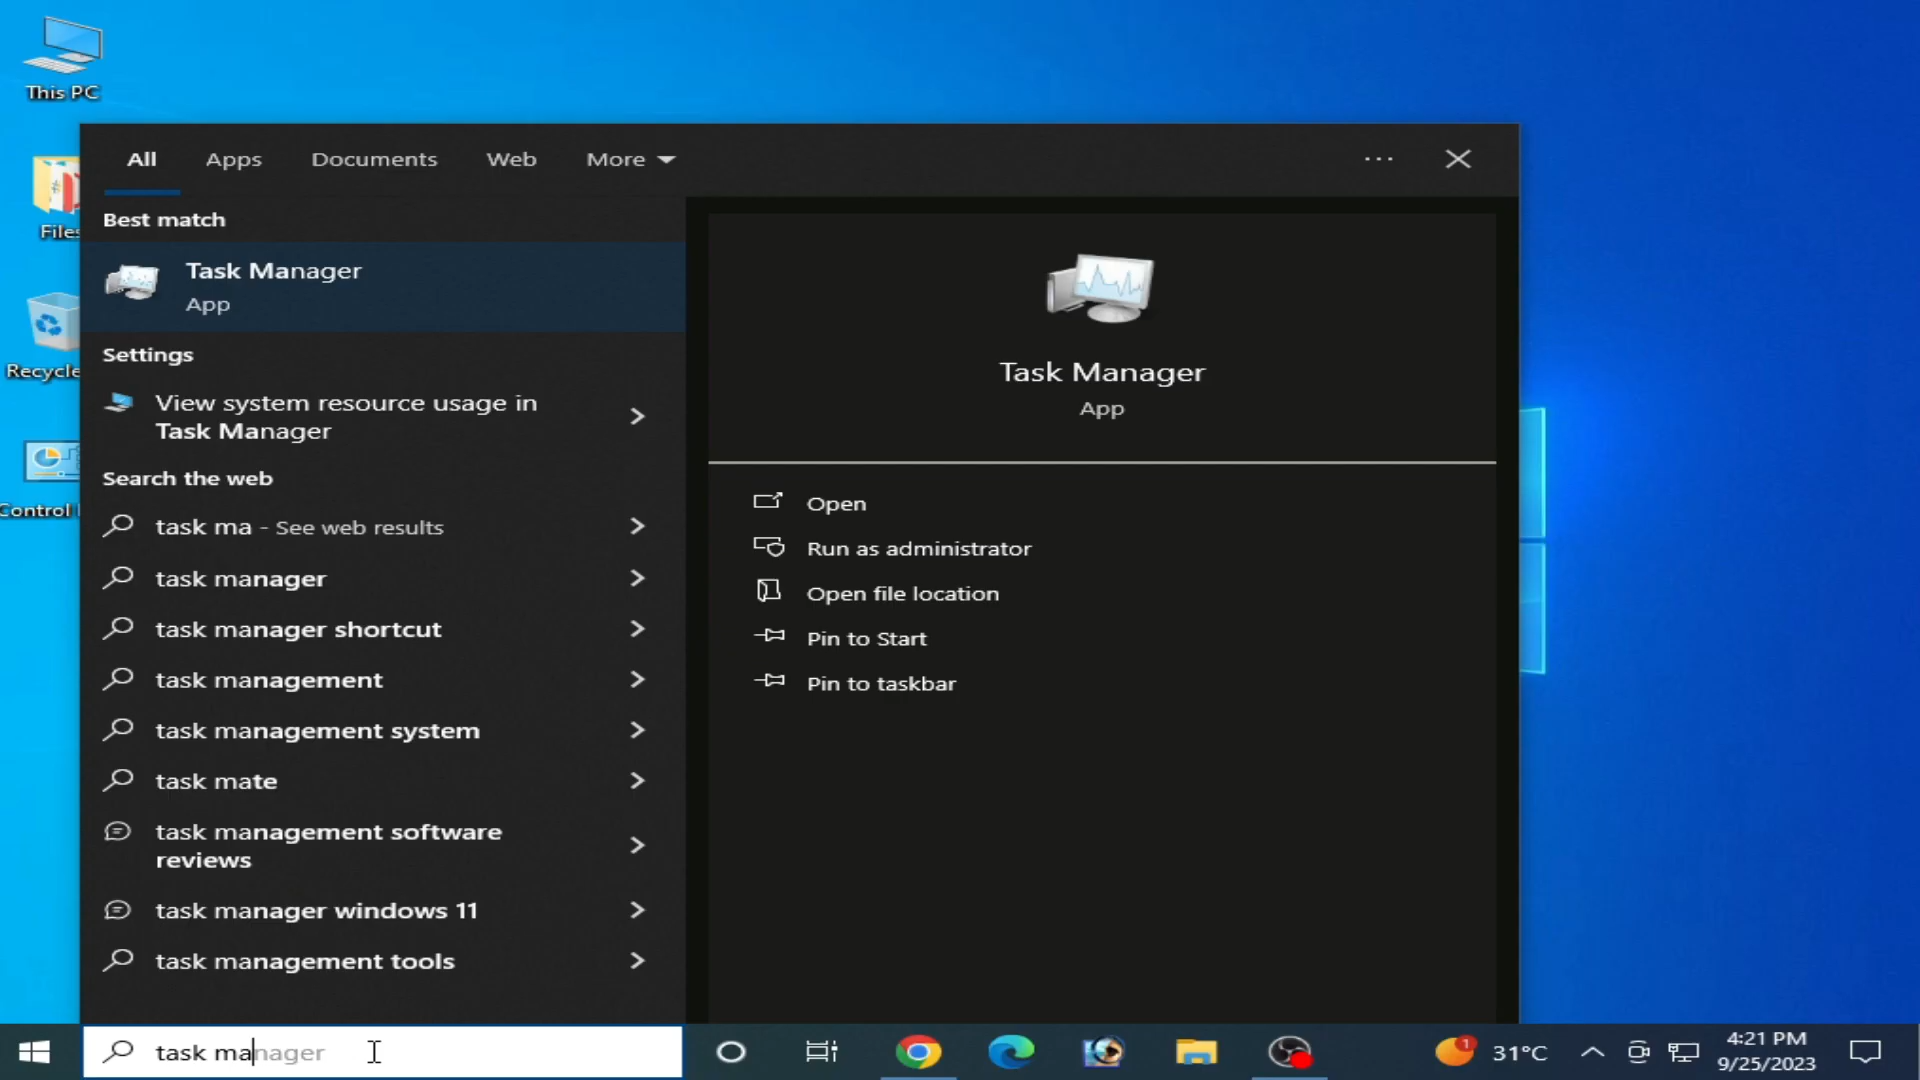 This PC
Files
Recycle
Control
All Apps Documents Web More
Best match
Task Manager
App
Settings
View system resource usage in
Task Manager
Search the web
task ma - See web results
task manager
task manager shortcut
task management
task management system
task mate
task management software
reviews
task manager windows 11
task management tools
Task Manager
App
Open
Run as administrator
Open file location
Pin to Start
Pin to taskbar
task manager
1
31°C
4:21 PM
9/25/2023